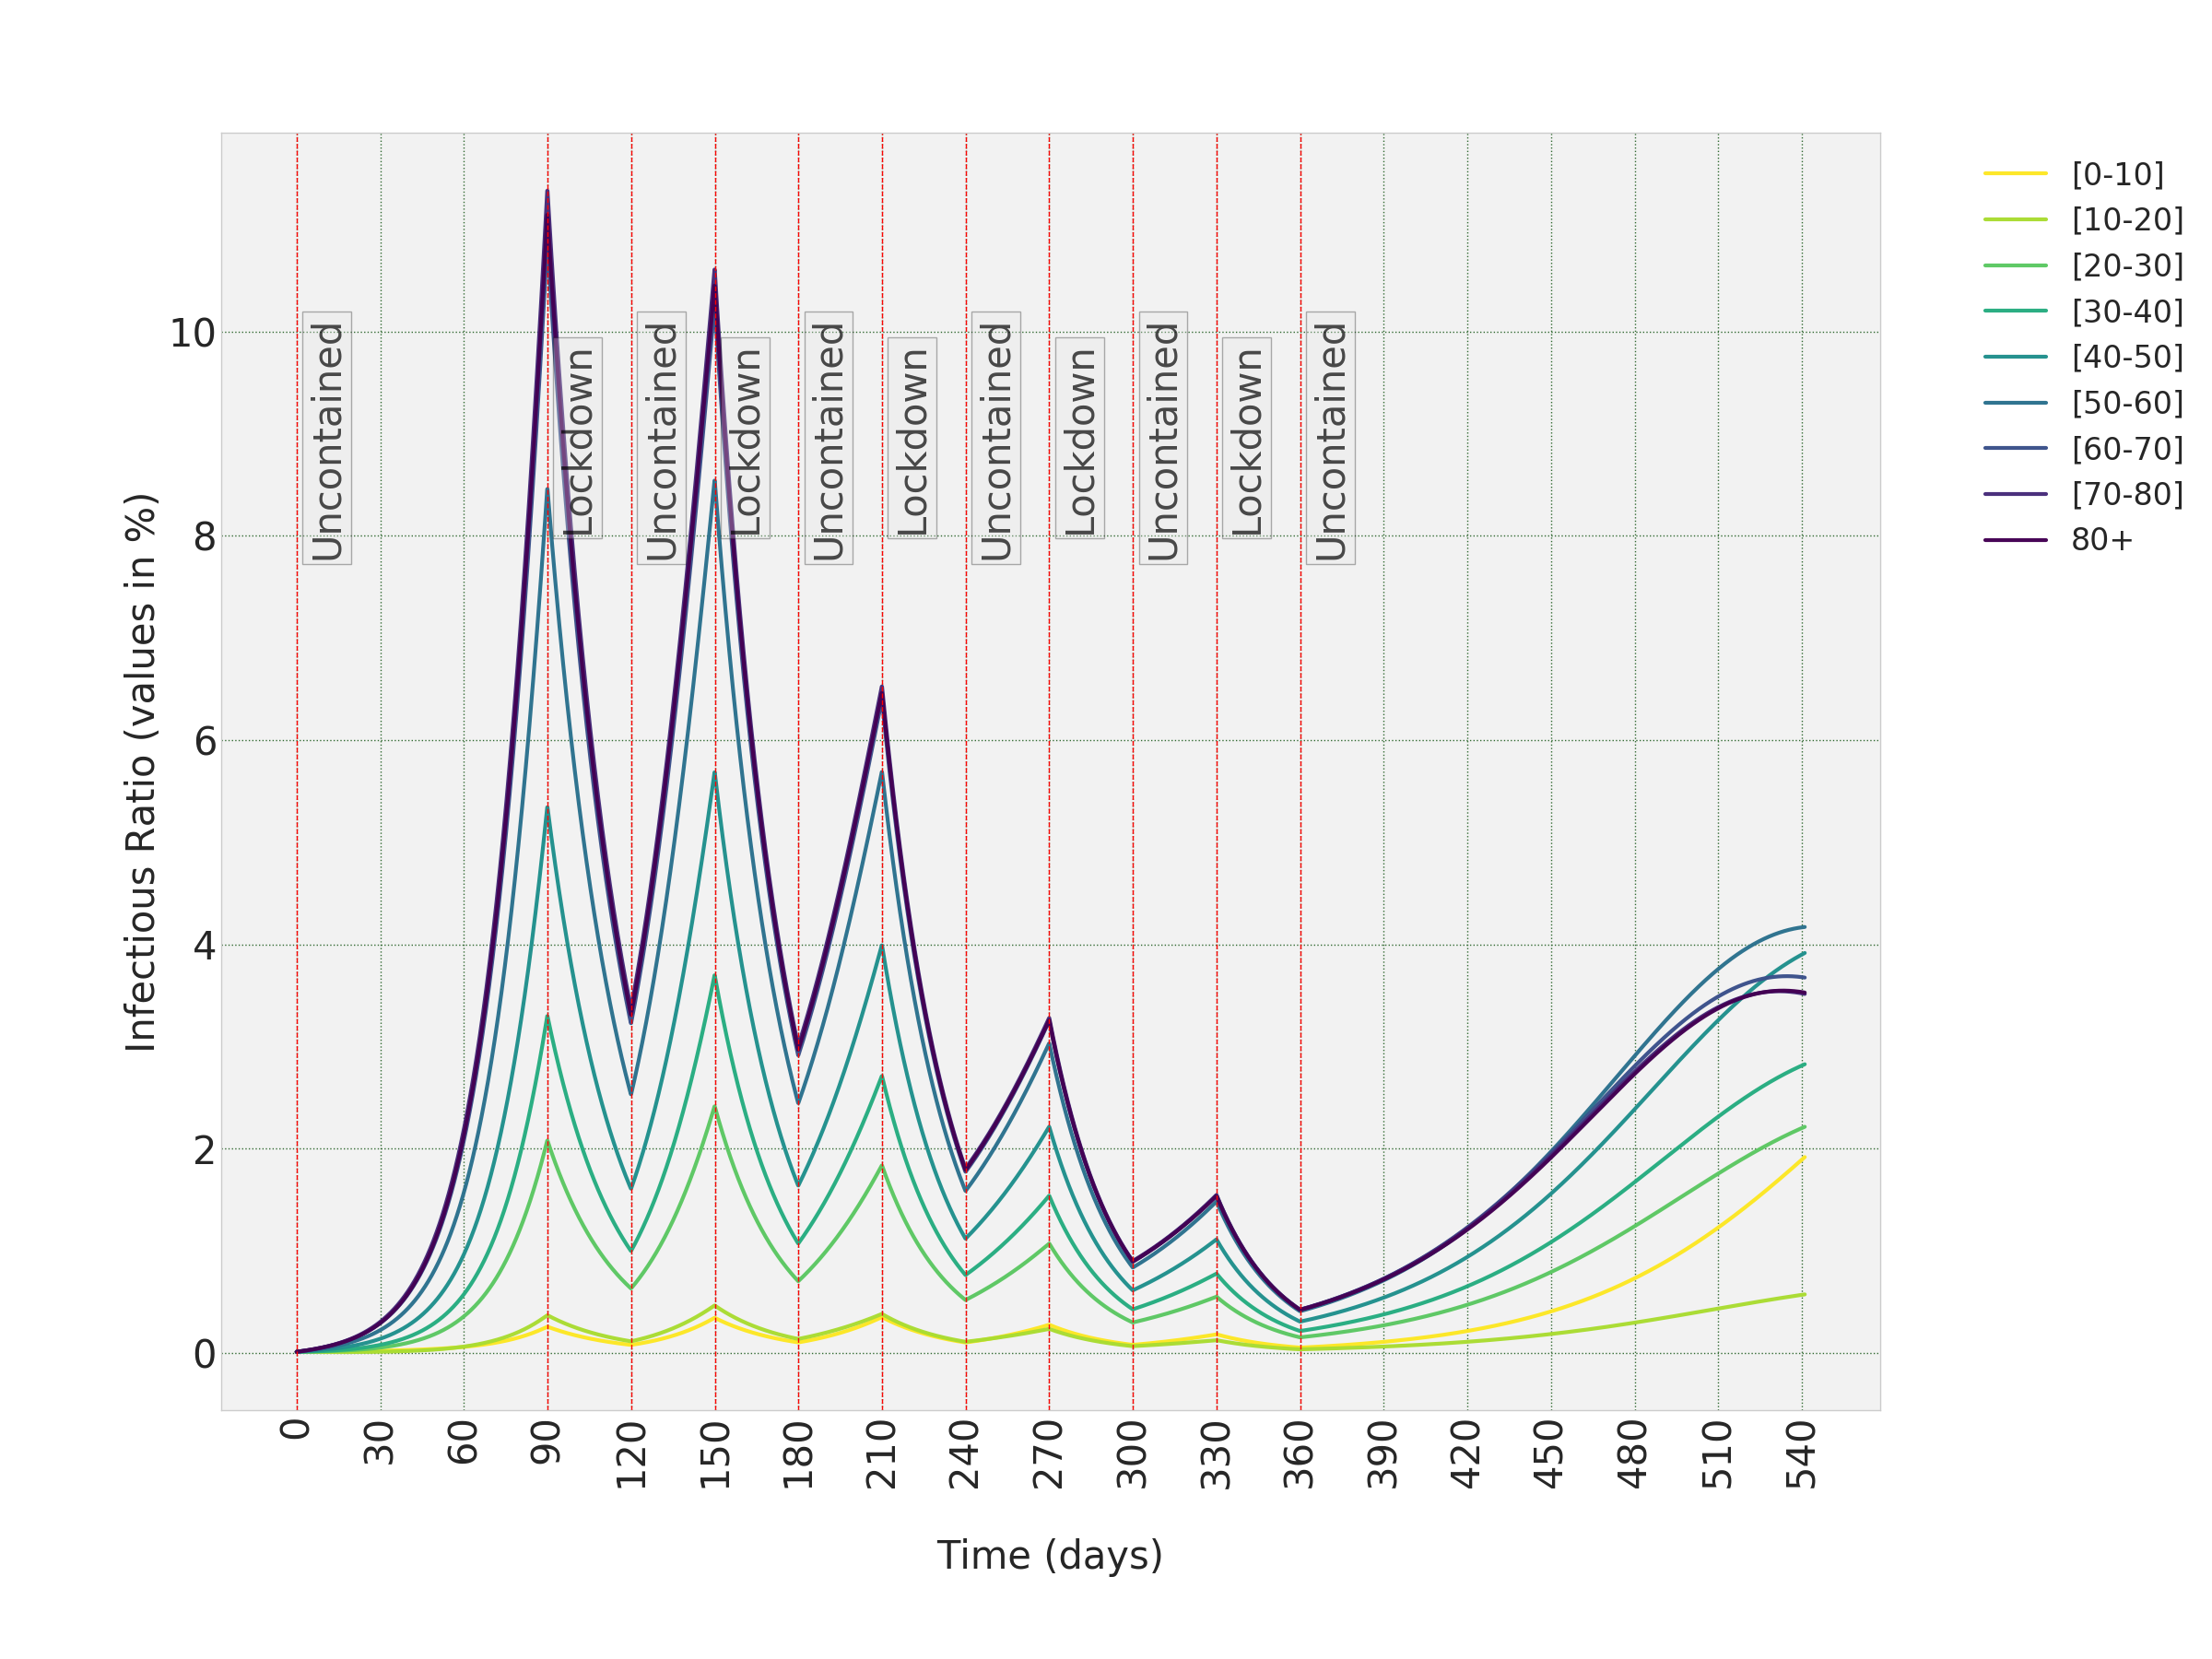 Infectious Ratio (values in %)
10
8
6
4
2
0
Uncontained
Lockdown
Uncontained
Lockdown
Uncontained
Lockdown
Uncontained
Lockdown
Uncontained
Lockdown
Uncontained
0 30 60 90 120 150 180 210 240 270 300 330 360 390 420 450 480 510 540
Time (days)
[0-10]
[10-20]
[20-30]
[30-40]
[40-50]
[50-60]
[60-70]
[70-80]
80+